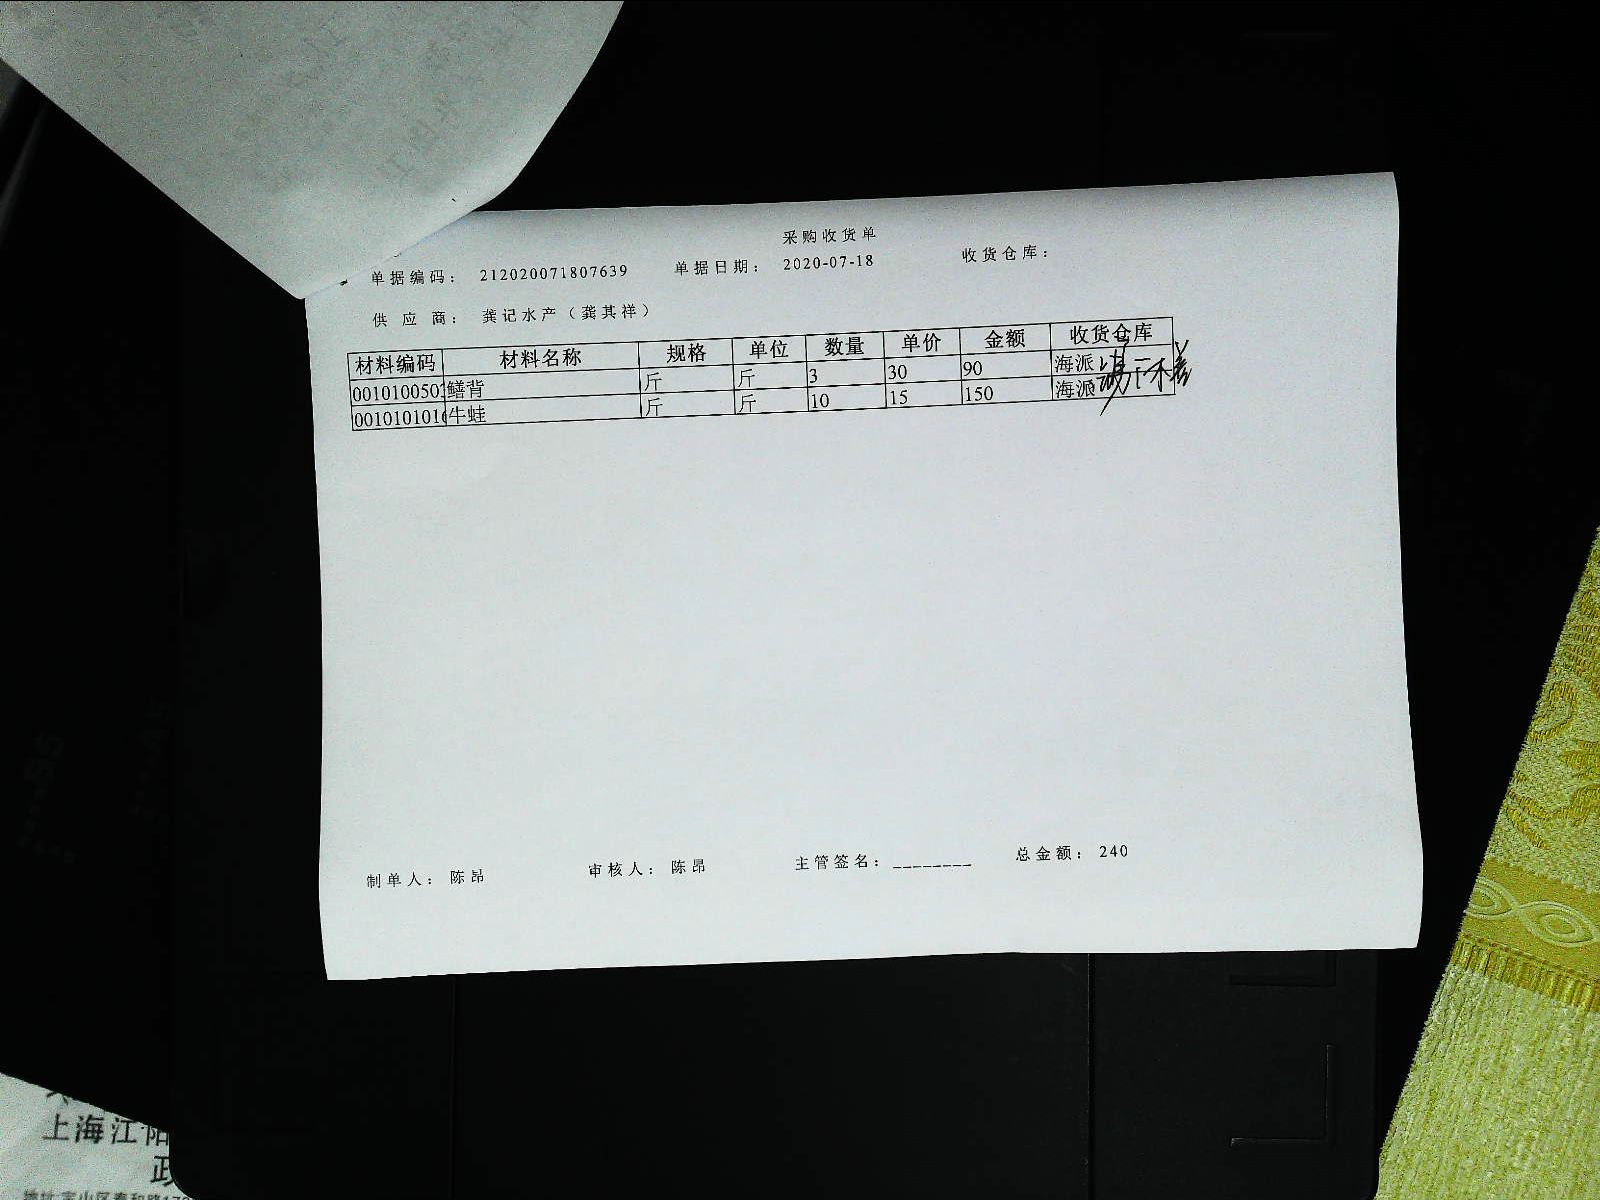 采购收货单
单据编码： 212020071807639 单据日期： 2020-07-18 收货仓库：
供 应 商： 龚记水产（龚其祥）
材料编码 材料名称 规格 单位 数量 单价 金额 收货仓库
001010050 鳝背 斤 斤 3 30 90 海派
001010101 牛蛙 斤 斤 10 15 150 海派
制单人： 陈昂 审核人： 陈昂 主管签名：________ 总金额： 240
上海江
政